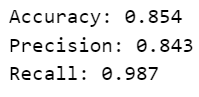 Accuracy: 0.854
Precision: 0.843
Recall: 0.987